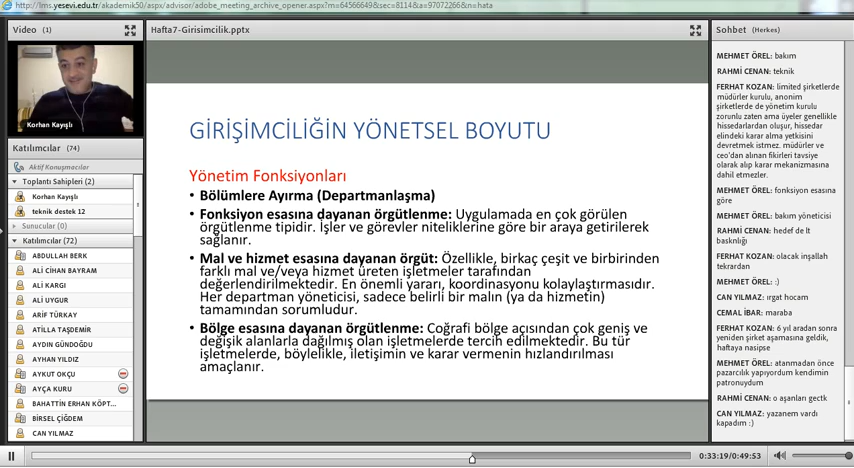 http://lms.yesevi.edu.tr/akademik50/aspx/advisor/adobe_meeting_archive_opener.aspx?m=64566649&sec=8114&a=97072266&n=hata
Video (1)
Korhan Kayışlı
Katılımcılar (74)
Aktif Konuşmacılar
Toplantı Sahipleri (2)
Korhan Kayışlı
teknik destek 12
Sunucular (0)
Katılımcılar (72)
ABDULLAH BERK
ALİ CİHAN BAYRAM
ALİ KARGI
ALİ UYGUR
ARİF TÜRKAY
ATİLLA TAŞDEMİR
AYDIN GÜNDOĞDU
AYHAN YILDIZ
AYKUT OKÇU
AYÇA KURU
BAHATTİN ERHAN KÖPT...
BİRSEL ÇİĞDEM
CAN YILMAZ
Hafta7-Girisimcilik.pptx
GİRİŞİMCİLİĞİN YÖNETSEL BOYUTU
Yönetim Fonksiyonları
• Bölümlere Ayırma (Departmanlaşma)
• Fonksiyon esasına dayanan örgütlenme: Uygulamada en çok görülen
örgütlenme tipidir. İşler ve görevler niteliklerine göre bir araya getirilerek
sağlanır.
• Mal ve hizmet esasına dayanan örgüt: Özellikle, birkaç çeşit ve birbirinden
farklı mal ve/veya hizmet üreten işletmeler tarafından
değerlendirilmektedir. En önemli yararı, koordinasyonu kolaylaştırmasıdır.
Her departman yöneticisi, sadece belirli bir malın (ya da hizmetin)
tamamından sorumludur.
• Bölge esasına dayanan örgütlenme: Coğrafi bölge açısından çok geniş ve
değişik alanlarla dağılmış olan işletmelerde tercih edilmektedir. Bu tür
işletmelerde, böylelikle, iletişimin ve karar vermenin hızlandırılması
amaçlanır.
Sohbet (Herkes)
MEHMET ÖREL: bakım
RAHMİ CENAN: teknik
FERHAT KOZAN: limited şirketlerde
müdürler kurulu, anonim
şirketlerde de yönetim kurulu
zorunlu zaten ama üyeler genellikle
hissedarlardan oluşur, hissedar
elindeki karar alma yetkisini
devretmek istmez. müdürler ve
ceo'dan alınan fikirleri tavsiye
olarak alıp karar mekanizmasına
dahil etmezler.
MEHMET ÖREL: fonksiyon esasına
göre
MEHMET ÖREL: bakım yöneticisi
RAHMİ CENAN: hedef de lt
baskınlığı
FERHAT KOZAN: olacak inşallah
tekrardan
MEHMET ÖREL: :)
CAN YILMAZ: ırgat hocam
CEMAL İBAR: maraba
FERHAT KOZAN: 6 yıl aradan sonra
yeniden şirket aşamasına geldik,
haftaya nasipse
MEHMET ÖREL: atanmadan önce
pazarcılık yapıyordum kendimin
patronuydum
RAHMİ CENAN: o aşanları gectk
CAN YILMAZ: yazanem vardı
kapadım :)
0:33:19/0:49:53